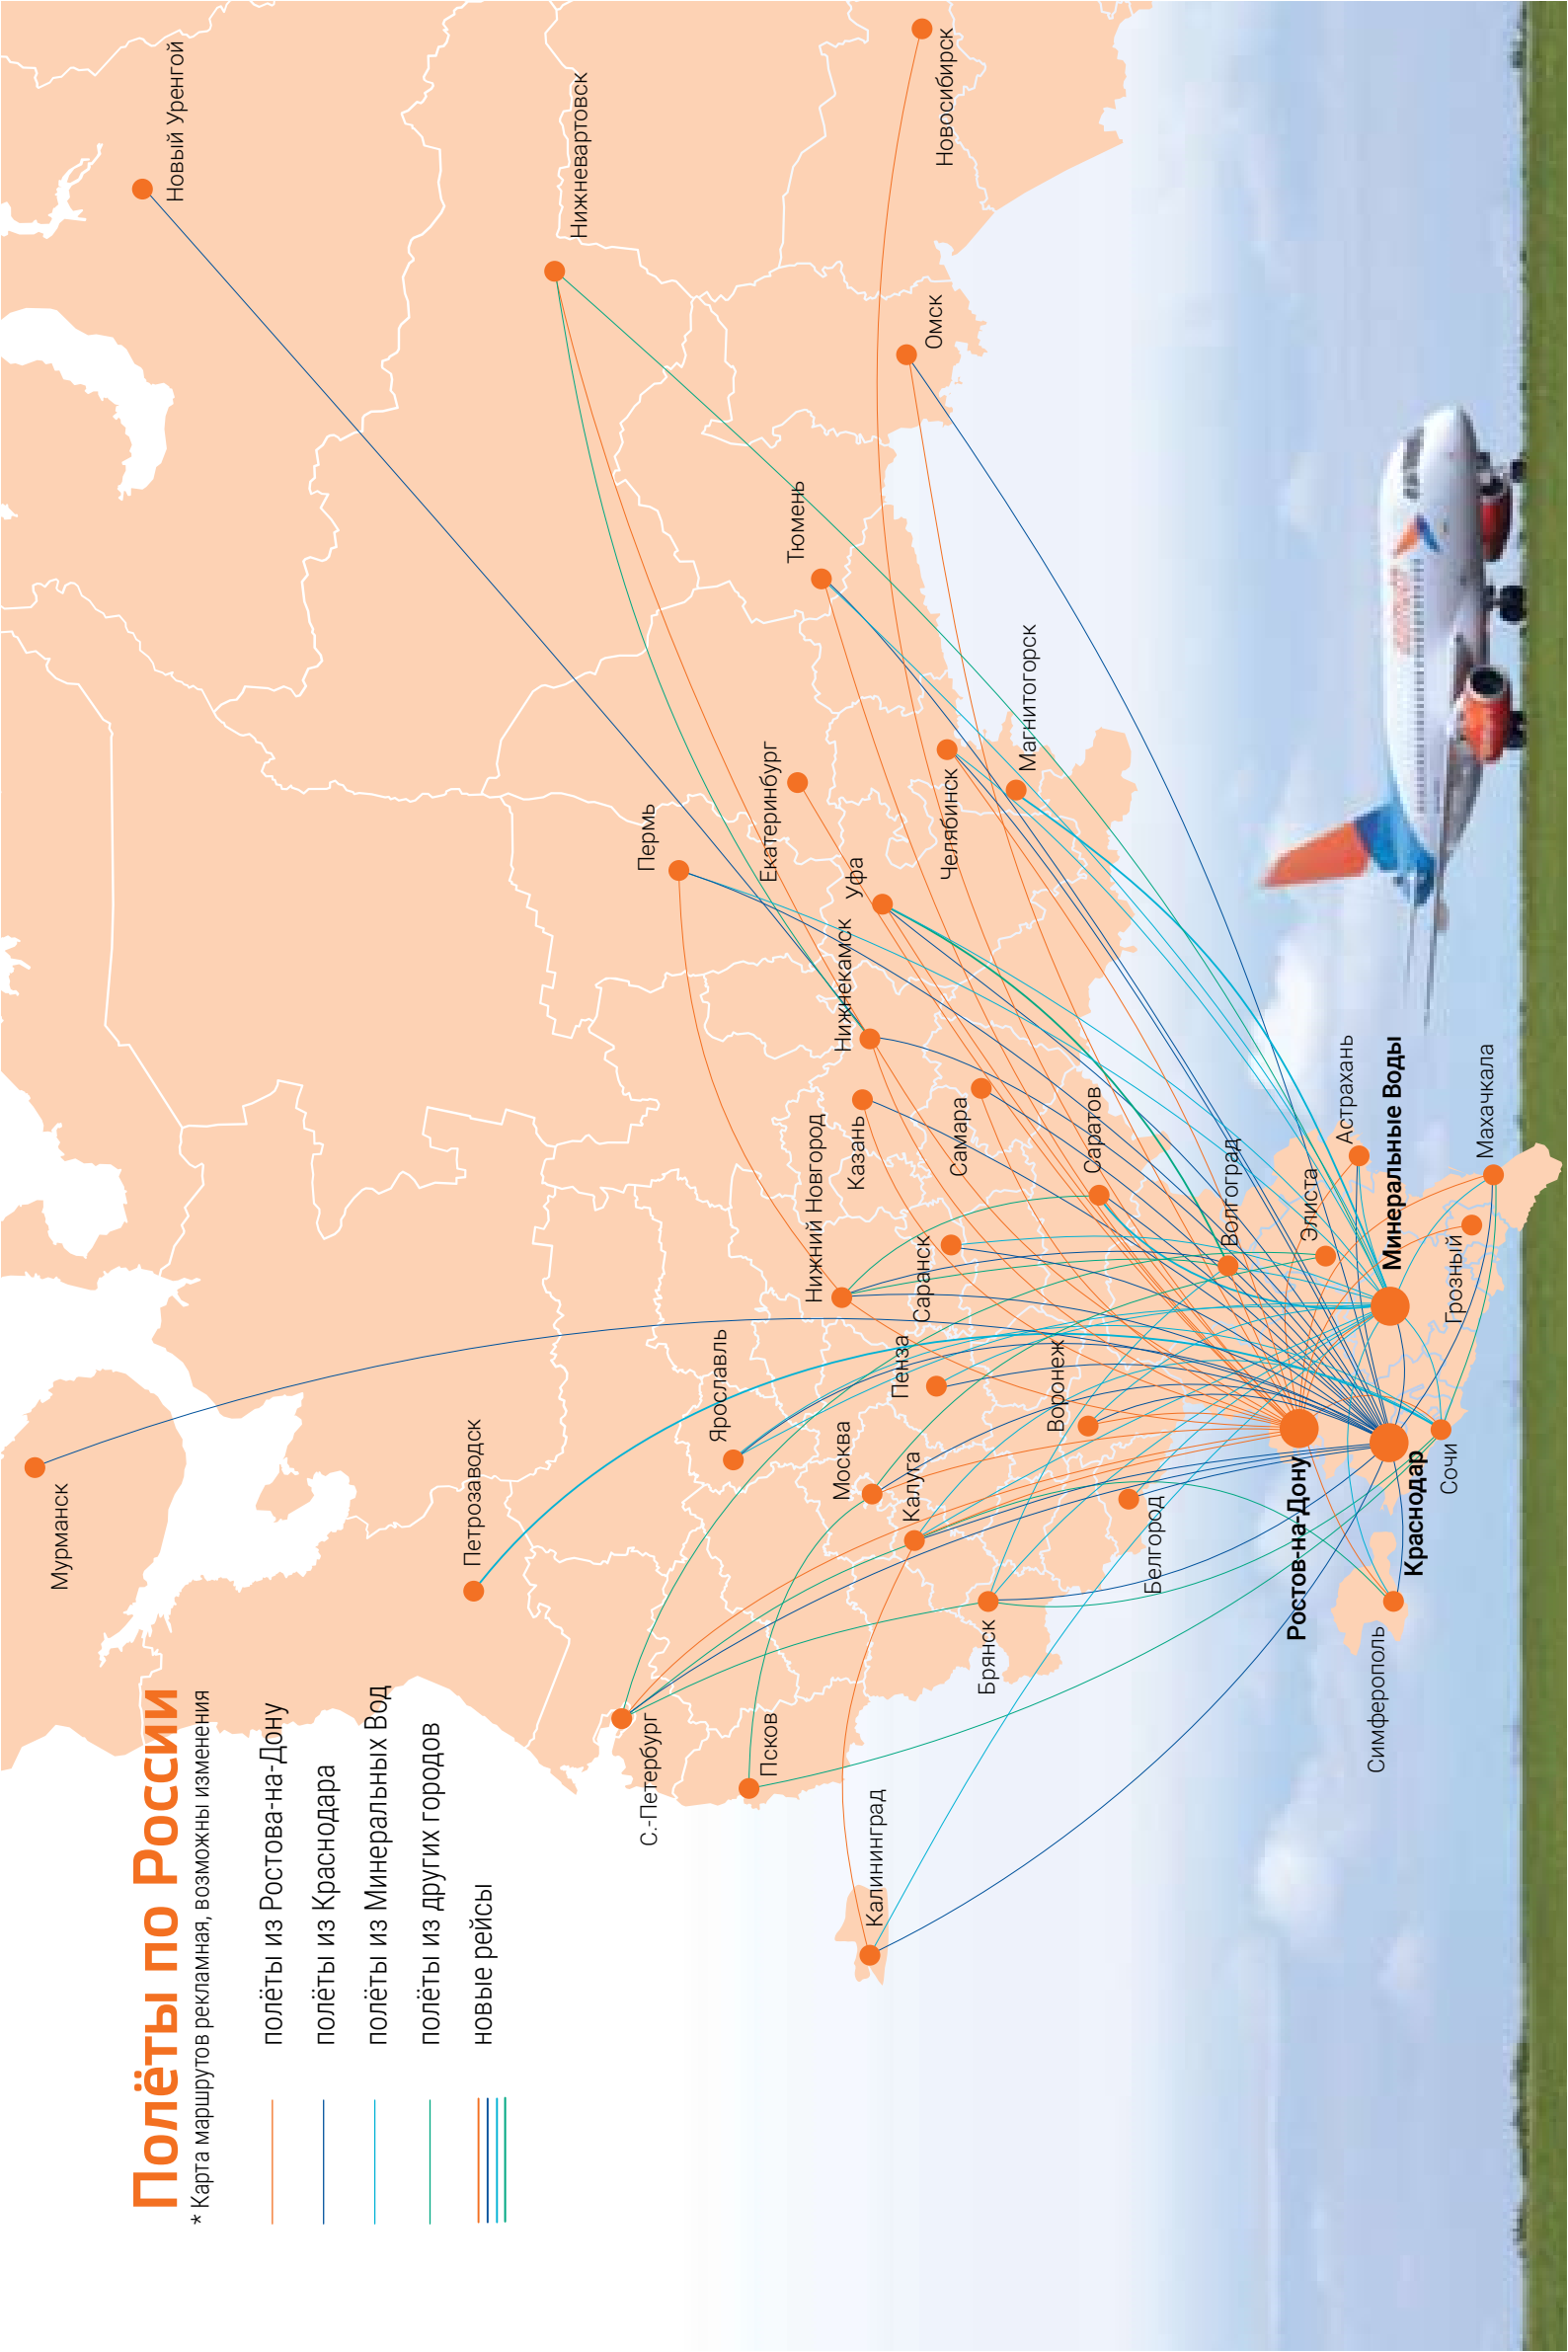 Полёты по России
* Карта маршрутов рекламная, возможны изменения
полёты из Ростова-на-Дону
полёты из Краснодара
полёты из Минеральных Вод
полёты из других городов
новые рейсы
Мурманск
Новый Уренгой
Петрозаводск
Нижневартовск
С.-Петербург
Пермь
Ярославль
Псков
Екатеринбург
Тюмень
Нижний Новгород
Москва
Нижнекамск
Казань
Уфа
Калининград
Калуга
Пенза
Саранск
Самара
Челябинск
Омск
Новосибирск
Брянск
Магнитогорск
Воронеж
Саратов
Белгород
Волгоград
Ростов-на-Дону
Элиста
Астрахань
Симферополь
Краснодар
Минеральные Воды
Сочи
Грозный
Махачкала